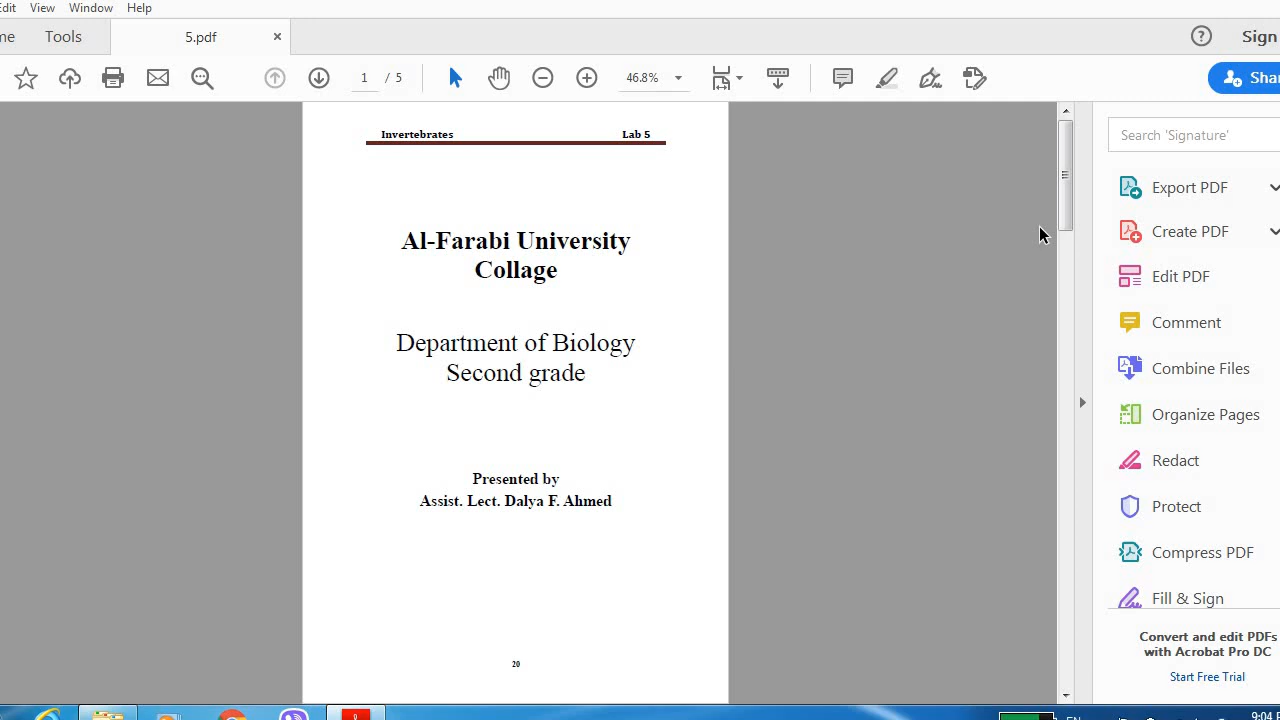 Edit View Window Help
me Tools 5.pdf Sign
1 / 5 46.8% Shar
Invertebrates Lab 5
Al-Farabi University
Collage
Department of Biology
Second grade
Presented by
Assist. Lect. Dalya F. Ahmed
20
Search 'Signature'
Export PDF
Create PDF
Edit PDF
Comment
Combine Files
Organize Pages
Redact
Protect
Compress PDF
Fill & Sign
Convert and edit PDFs
with Acrobat Pro DC
Start Free Trial
EN 9:04